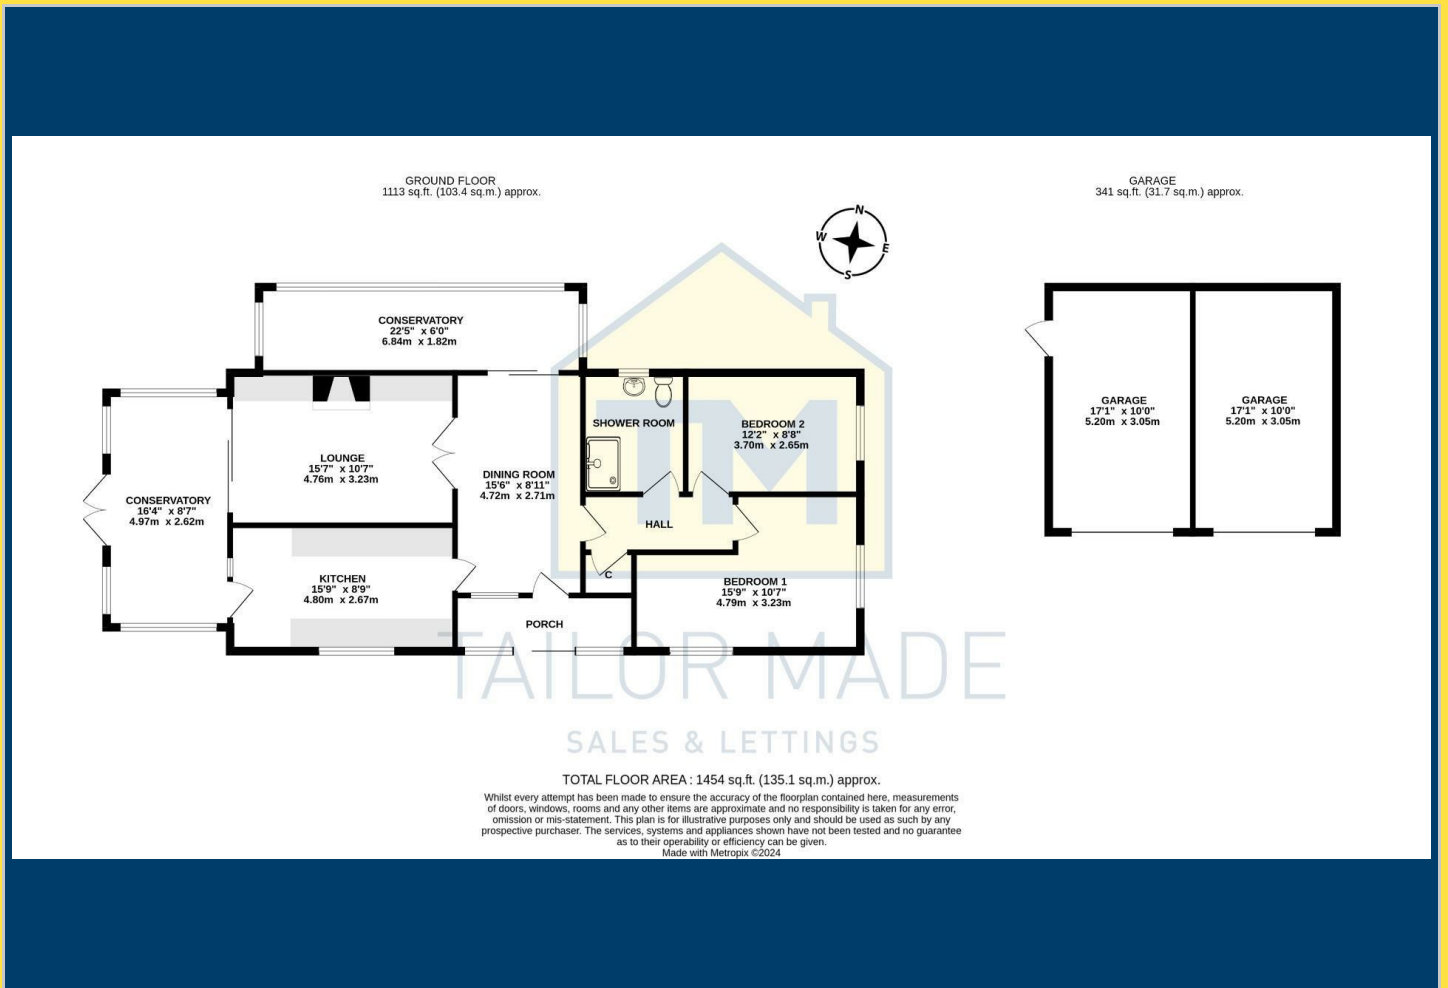 GROUND FLOOR
1113 sq.ft. (103.4 sq.m.) approx.
GARAGE
341 sq.ft. (31.7 sq.m.) approx.
N
W
E
S
CONSERVATORY
22'5" x 6'0"
6.84m x 1.82m
LOUNGE
15'7" x 10'7"
4.76m x 3.23m
CONSERVATORY
16'4" x 8'7"
4.97m x 2.62m
KITCHEN
15'9" x 8'9"
4.80m x 2.67m
DINING ROOM
15'6" x 8'11"
4.72m x 2.71m
SHOWER ROOM
BEDROOM 2
12'2" x 8'8"
3.70m x 2.65m
HALL
C
BEDROOM 1
15'9" x 10'7"
4.79m x 3.23m
PORCH
GARAGE
17'1" x 10'0"
5.20m x 3.05m
GARAGE
17'1" x 10'0"
5.20m x 3.05m
TM
TAILOR MADE
SALES & LETTINGS
TOTAL FLOOR AREA : 1454 sq.ft. (135.1 sq.m.) approx.
Whilst every attempt has been made to ensure the accuracy of the floorplan contained here, measurements
of doors, windows, rooms and any other items are approximate and no responsibility is taken for any error,
omission or mis-statement. This plan is for illustrative purposes only and should be used as such by any
prospective purchaser. The services, systems and appliances shown have not been tested and no guarantee
as to their operability or efficiency can be given.
Made with Metropix ©2024